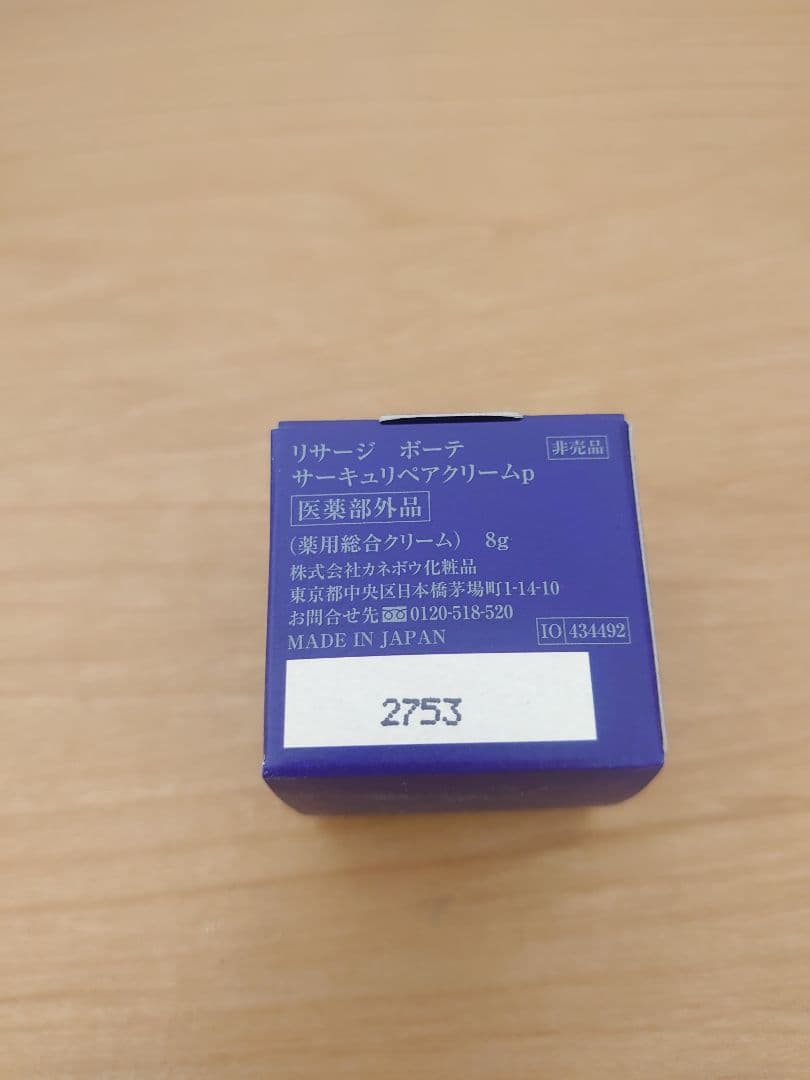 リサージ　ボーテ 非売品
サーキュリペアクリームp
医薬部外品
（薬用総合クリーム）　8g
株式会社カネボウ化粧品
東京都中央区日本橋茅場町1-14-10
お問合せ先 0120-518-520
MADE IN JAPAN IO 434492
2753